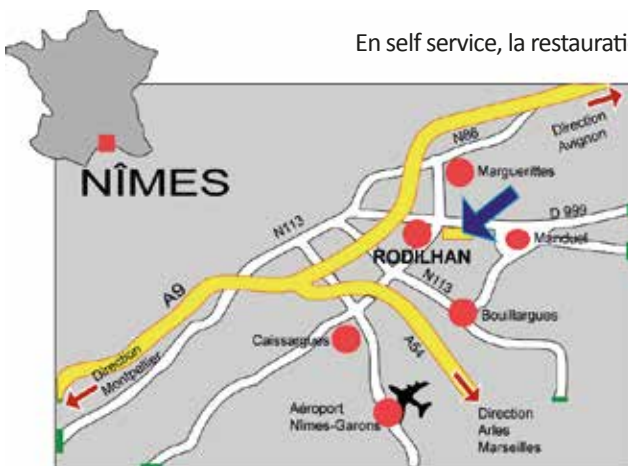 En self service, la restaurati
NÎMES
Direction
Avignon
N86
Marguerittes
D 999
N113
RODILHAN
Manduel
N113
A9
Bouillargues
Caissargues
A54
Direction
Montpellier
Aéroport
Nîmes-Garons
Direction
Arles
Marseilles